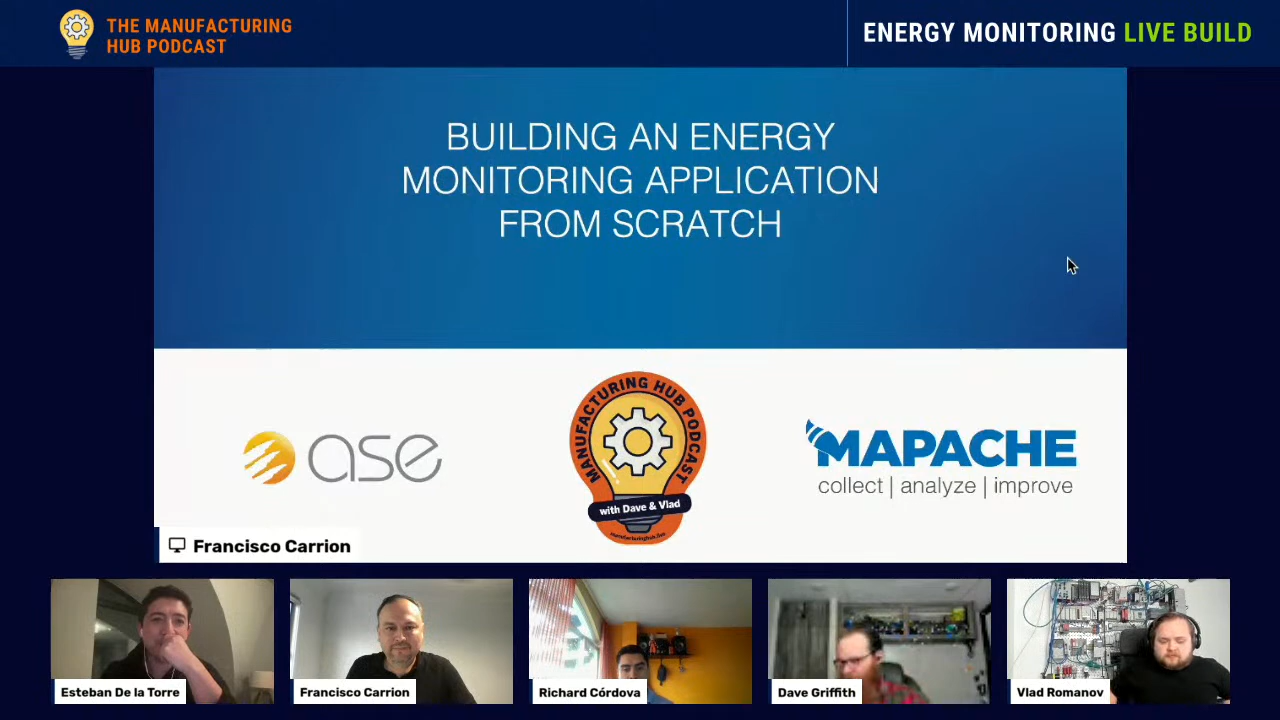 THE MANUFACTURING
HUB PODCAST
ENERGY MONITORING LIVE BUILD
BUILDING AN ENERGY
MONITORING APPLICATION
FROM SCRATCH
ase
MANUFACTURING HUB PODCAST
with Dave & Vlad
manufacturinghub.live
MAPACHE
collect | analyze | improve
Francisco Carrion
Esteban De la Torre
Francisco Carrion
Richard Córdova
Dave Griffith
Vlad Romanov